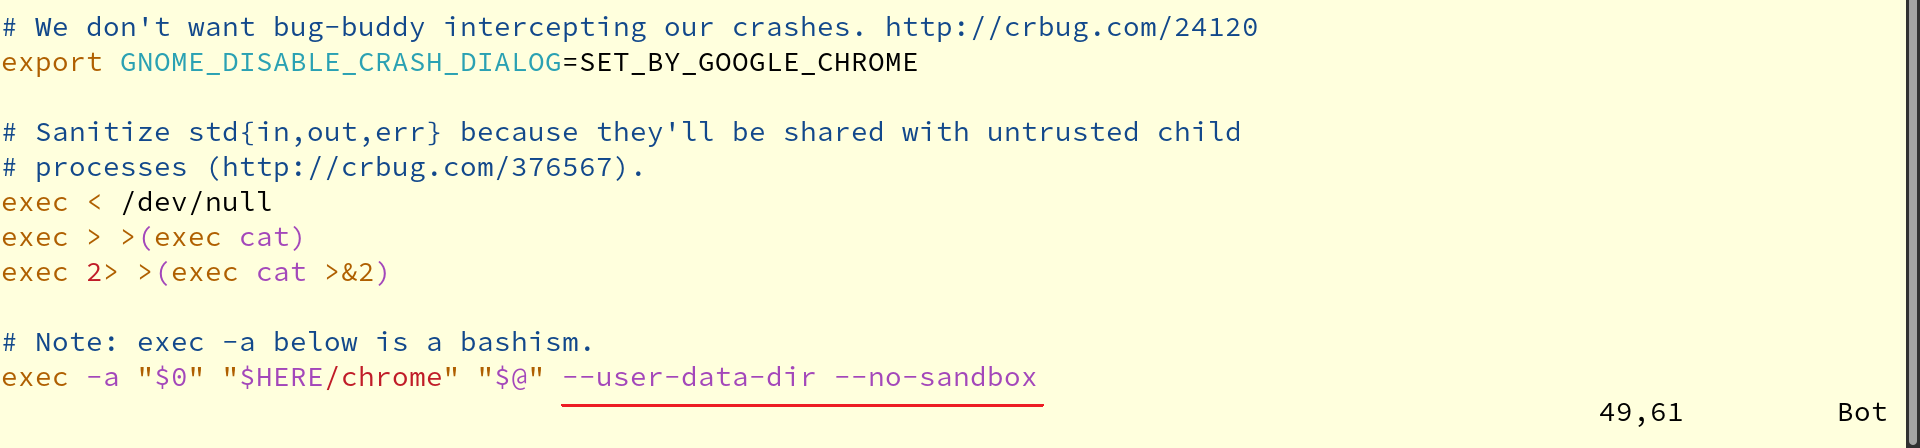 # We don't want bug-buddy intercepting our crashes. http://crbug.com/24120
export GNOME_DISABLE_CRASH_DIALOG=SET_BY_GOOGLE_CHROME
# Sanitize std{in,out,err} because they'll be shared with untrusted child
# processes (http://crbug.com/376567).
exec < /dev/null
exec > >(exec cat)
exec 2> >(exec cat >&2)
# Note: exec -a below is a bashism.
exec -a "$0" "$HERE/chrome" "$@" --user-data-dir --no-sandbox
49,61 Bot